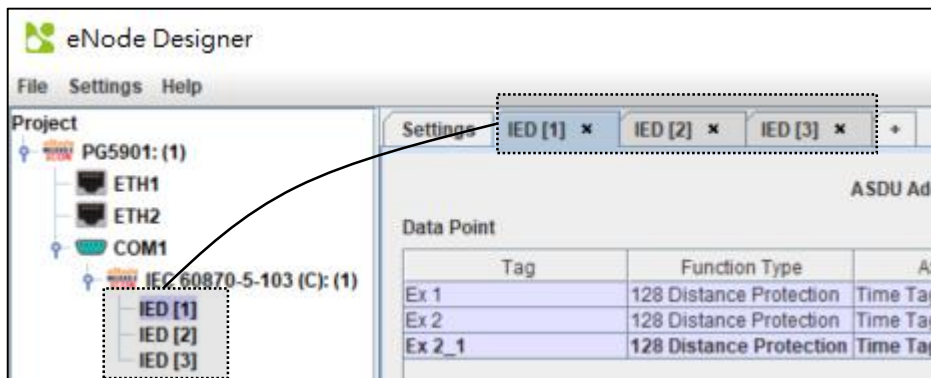 eNode Designer
File Settings Help
Project
PG5901: (1)
ETH1
ETH2
COM1
IEC 60870-5-103 (C): (1)
IED [1]
IED [2]
IED [3]
Settings IED [1] × IED [2] × IED [3] × +
ASDU Ad
Data Point
Tag Function Type A
Ex 1 128 Distance Protection Time Tag
Ex 2 128 Distance Protection Time Tag
Ex 2_1 128 Distance Protection Time Tag